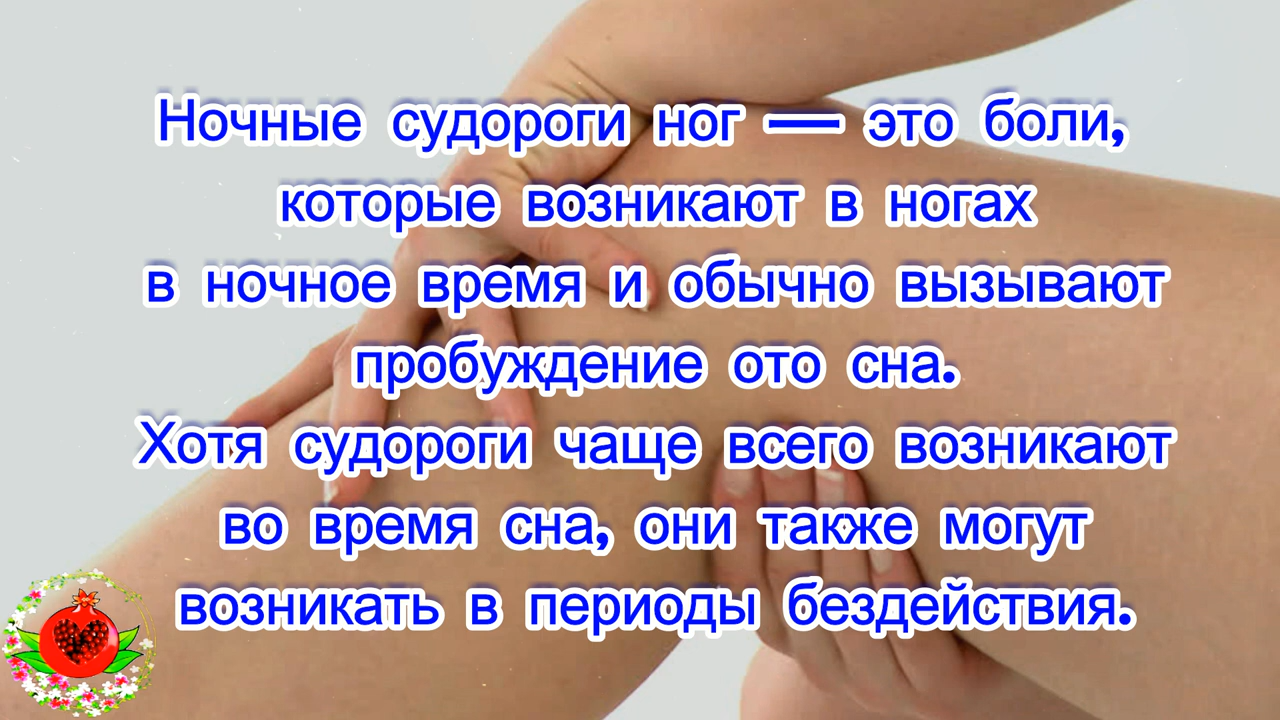 Ночные судороги ног — это боли,
которые возникают в ногах
в ночное время и обычно вызывают
пробуждение ото сна.
Хотя судороги чаще всего возникают
во время сна, они также могут
возникать в периоды бездействия.